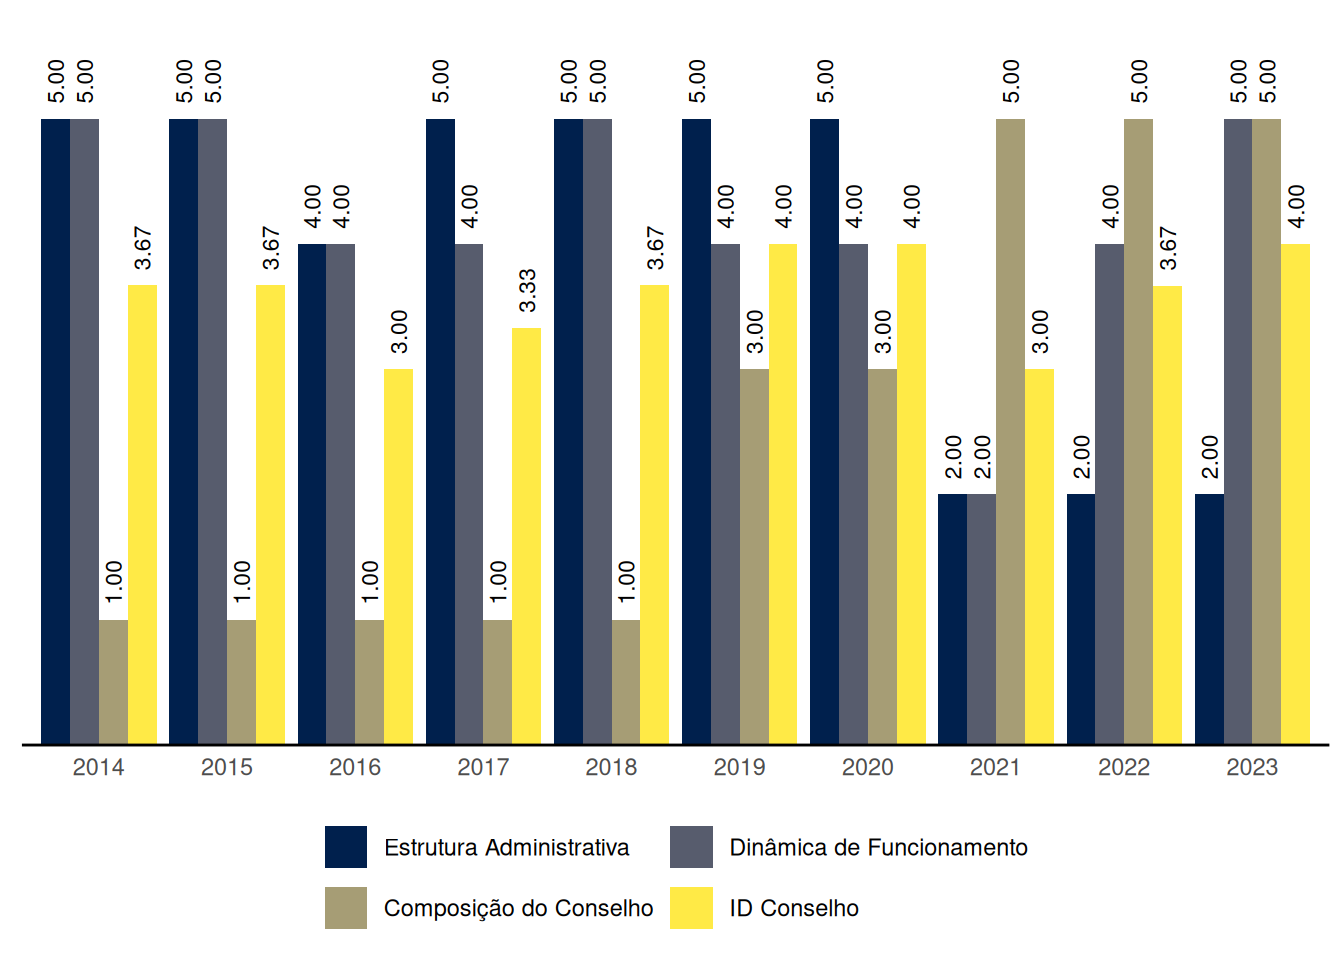 5.00 5.00 1.00 3.67
5.00 5.00 1.00 3.67
4.00 4.00 1.00 3.00
5.00 4.00 1.00 3.33
5.00 5.00 1.00 3.67
5.00 4.00 3.00 4.00
5.00 4.00 3.00 4.00
2.00 2.00 5.00 3.00
2.00 4.00 5.00 3.67
2.00 5.00 5.00 4.00
2014 2015 2016 2017 2018 2019 2020 2021 2022 2023
Estrutura Administrativa Dinâmica de Funcionamento
Composição do Conselho ID Conselho